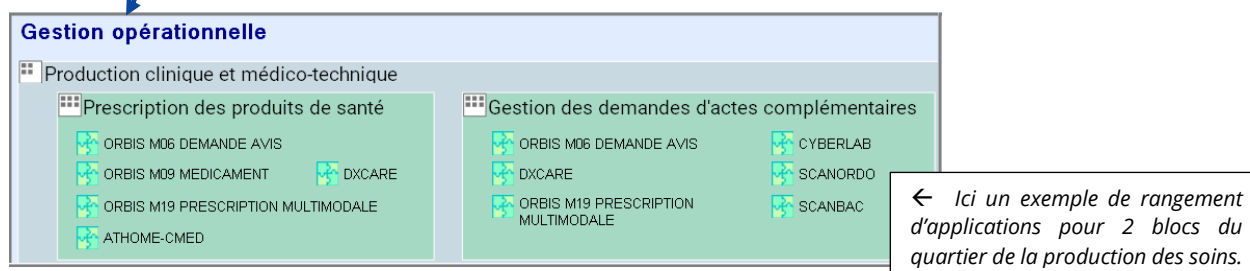 Gestion opérationnelle
Production clinique et médico-technique
Prescription des produits de santé
ORBIS M06 DEMANDE AVIS
ORBIS M09 MEDICAMENT
DXCARE
ORBIS M19 PRESCRIPTION MULTIMODALE
ATHOME-CMED
Gestion des demandes d'actes complémentaires
ORBIS M06 DEMANDE AVIS
CYBERLAB
DXCARE
SCANORDO
ORBIS M19 PRESCRIPTION
MULTIMODALE
SCANBAC
← Ici un exemple de rangement
d’applications pour 2 blocs du
quartier de la production des soins.